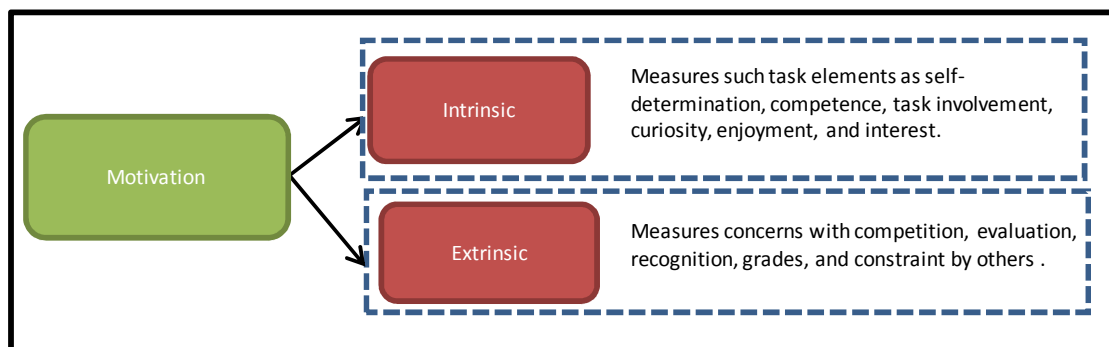 Motivation
Intrinsic
Measures such task elements as self-
determination, competence, task involvement,
curiosity, enjoyment, and interest.
Extrinsic
Measures concerns with competition, evaluation,
recognition, grades, and constraint by others .